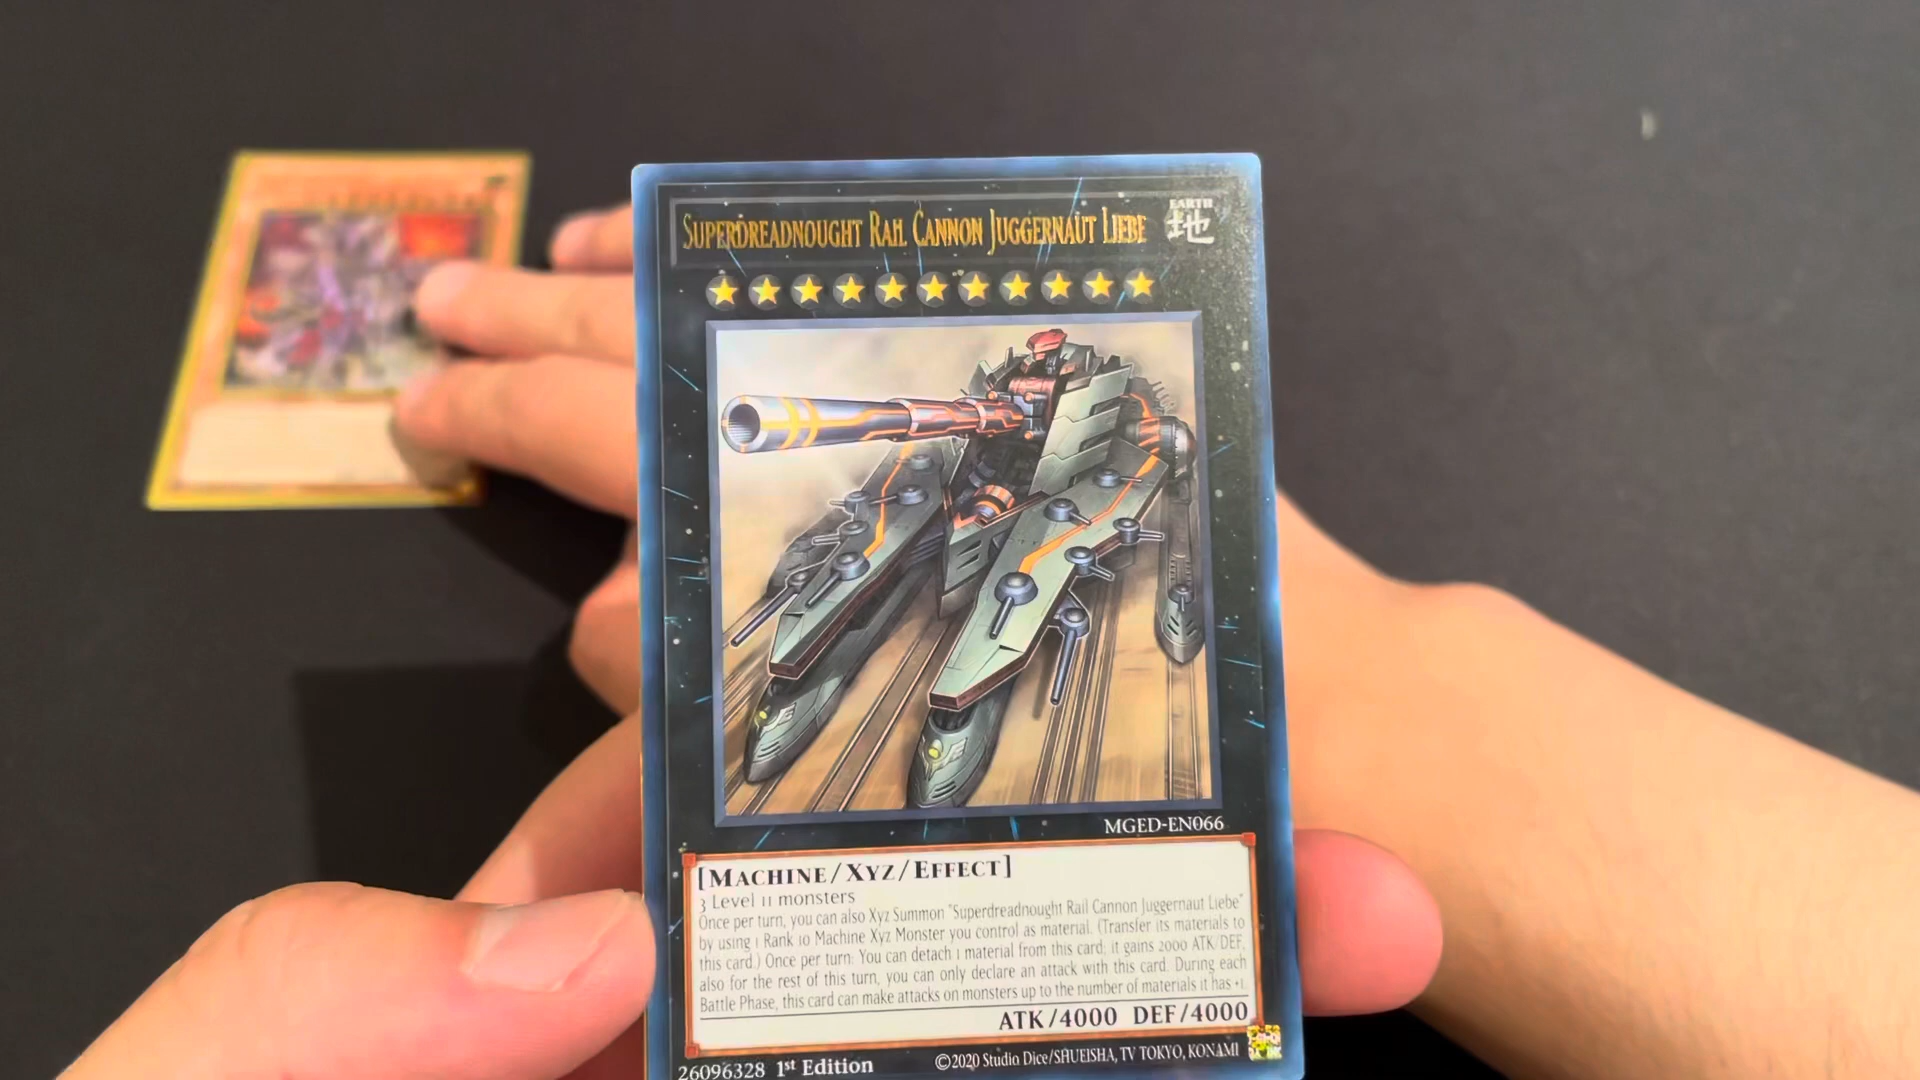 SUPERDREADNOUGHT RAIL CANNON JUGGERNAUT LIEBE
EARTH
地
MGED-EN066
[MACHINE/XYZ/EFFECT]
3 Level 11 monsters
Once per turn, you can also Xyz Summon "Superdreadnought Rail Cannon Juggernaut Liebe"
by using 1 Rank 10 Machine Xyz Monster you control as material. (Transfer its materials to
this card.) Once per turn: You can detach 1 material from this card; it gains 2000 ATK/DEF,
also for the rest of this turn, you can only declare an attack with this card. During each
Battle Phase, this card can make attacks on monsters up to the number of materials it has +1.
ATK/4000 DEF/4000
26096328 1st Edition
©2020 Studio Dice/SHUEISHA, TV TOKYO, KONAMI